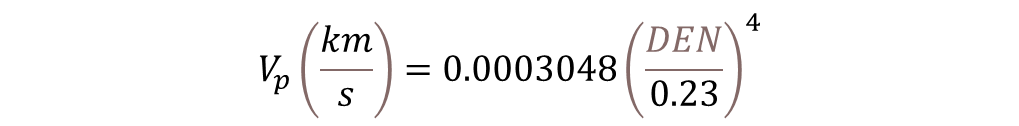 V_p (km/s) = 0.0003048 (DEN/0.23)^4